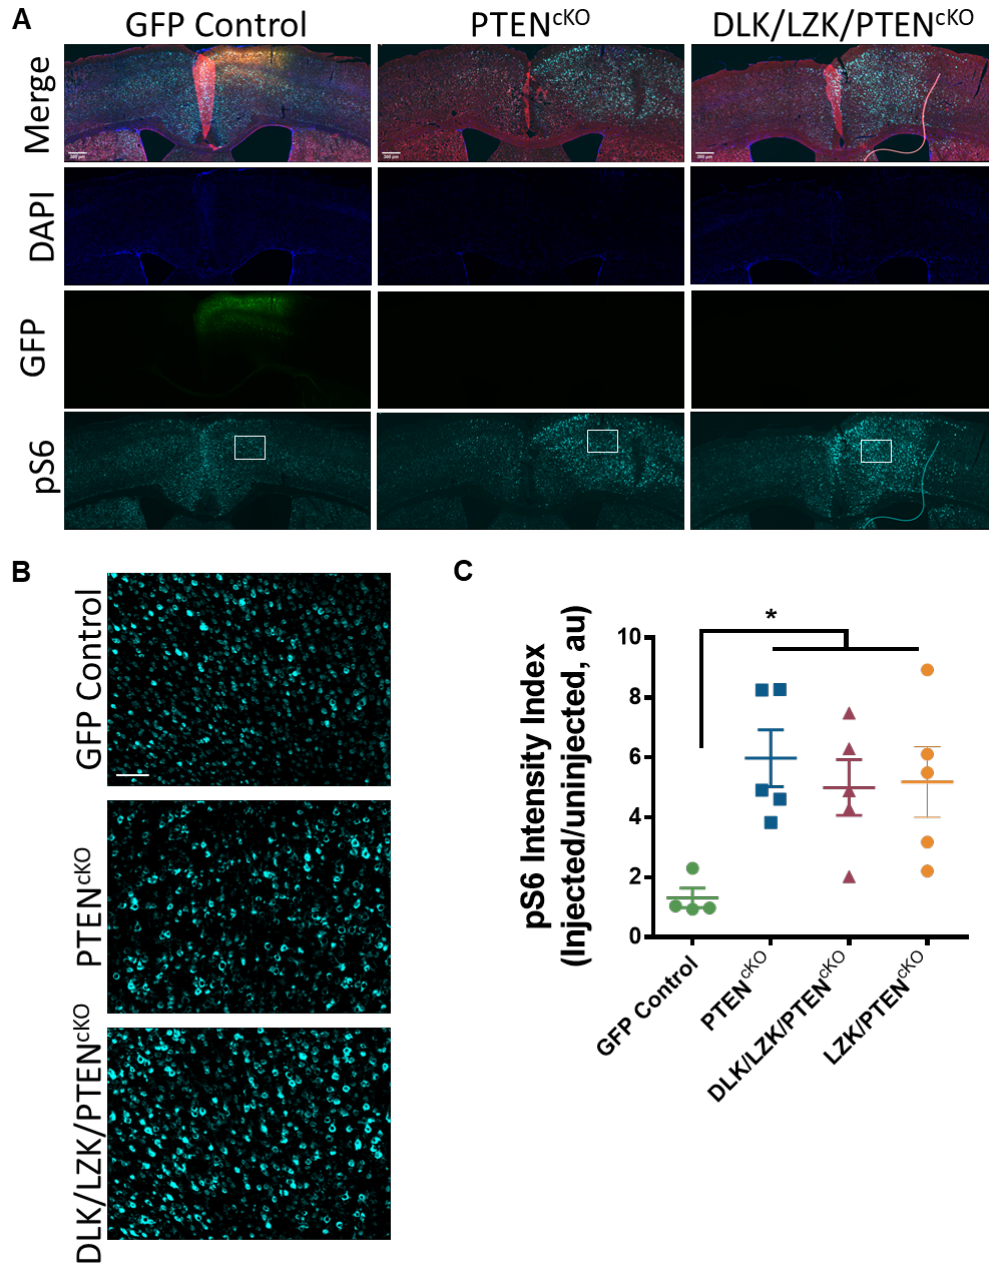 A
GFP Control
PTENcKO
DLK/LZK/PTENcKO
Merge
DAPI
GFP
pS6
B
GFP Control
PTENcKO
DLK/LZK/PTENcKO
C
pS6 Intensity Index
(Injected/uninjected, au)
*
10
8
6
4
2
0
GFP Control
PTENcKO
DLK/LZK/PTENcKO
LZK/PTENcKO